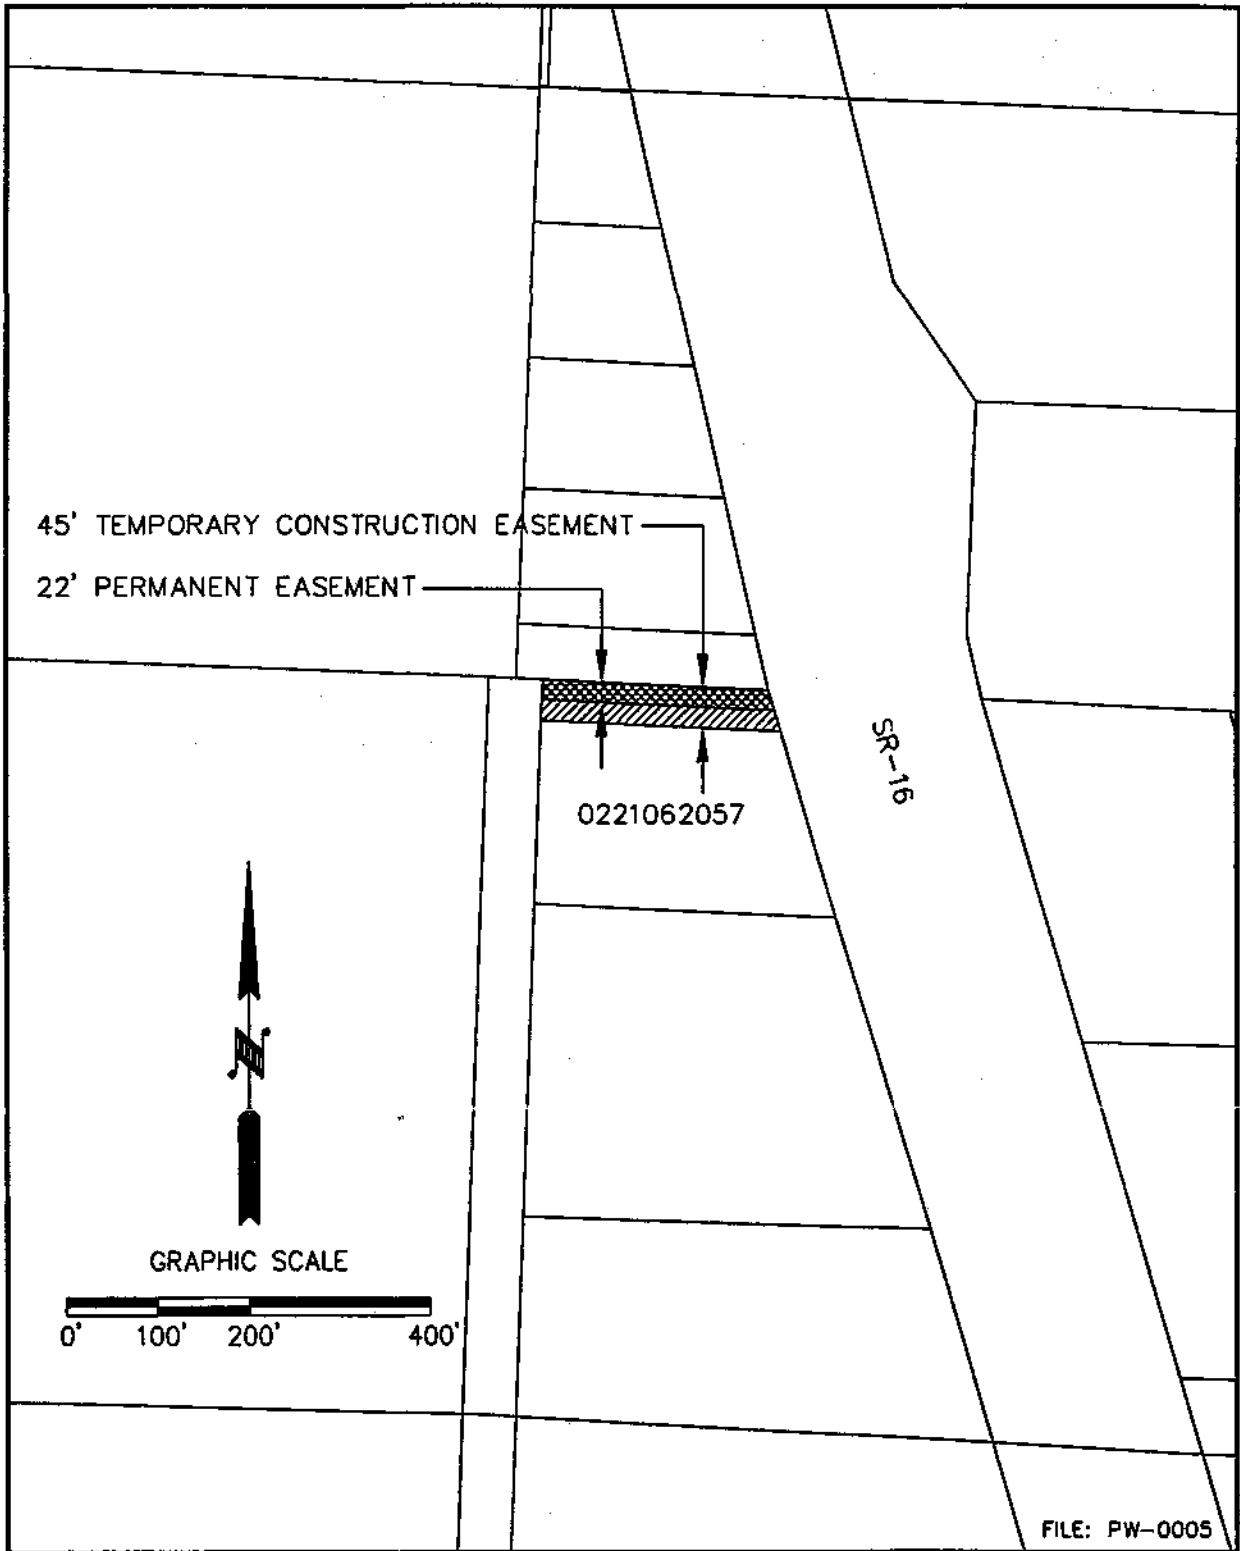 45' TEMPORARY CONSTRUCTION EASEMENT
22' PERMANENT EASEMENT
SR-16
0221062057
N
GRAPHIC SCALE
0' 100' 200' 400'
FILE: PW-0005